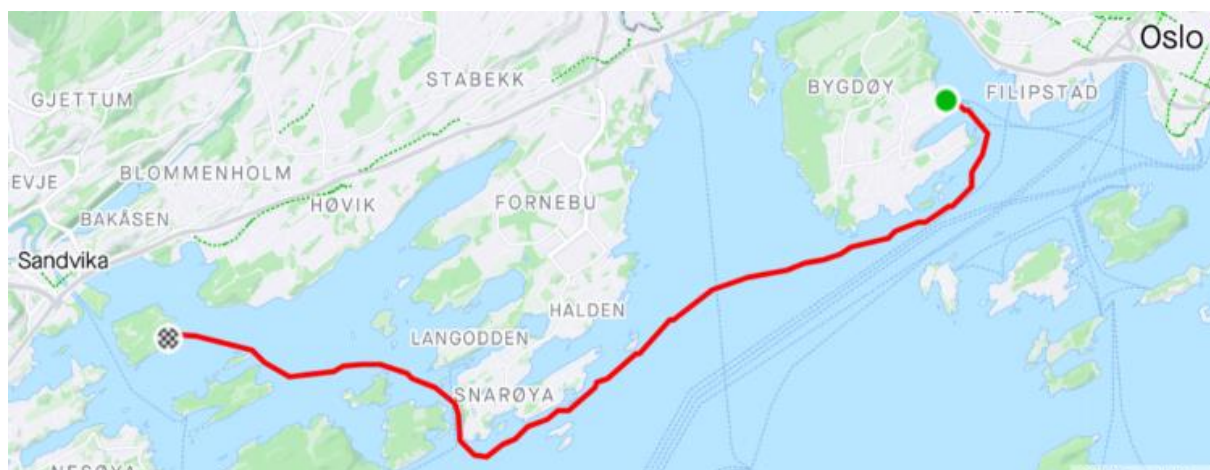 Oslo
STABEKK
BYGDØY
FILIPSTAD
GJETTUM
BLOMMENHOLM
EVJE
HØVIK
FORNEBU
BAKÅSEN
Sandvika
HALDEN
LANGODDEN
SNARØYA